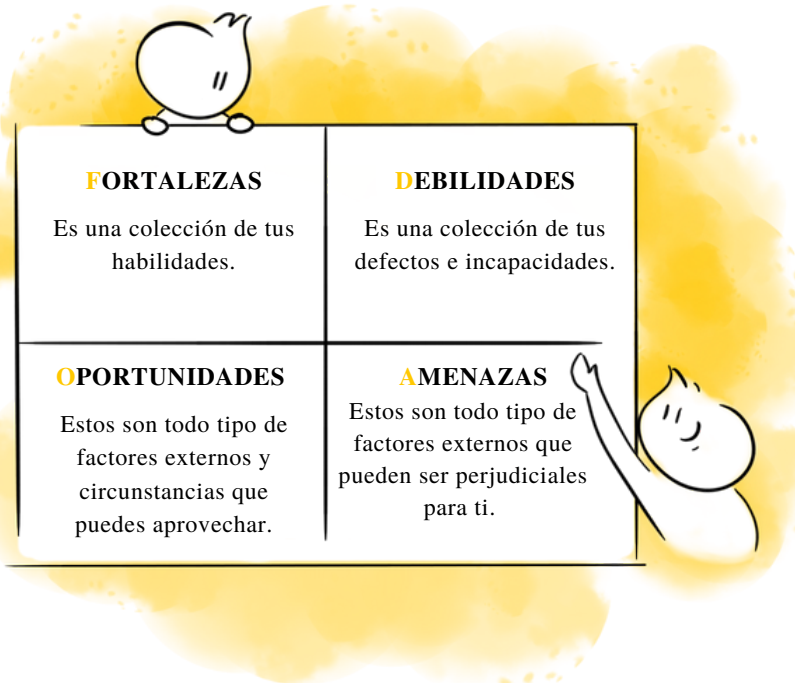 FORTALEZAS
Es una colección de tus
habilidades.
DEBILIDADES
Es una colección de tus
defectos e incapacidades.
OPORTUNIDADES
Estos son todo tipo de
factores externos y
circunstancias que
puedes aprovechar.
AMENAZAS
Estos son todo tipo de
factores externos que
pueden ser perjudiciales
para ti.